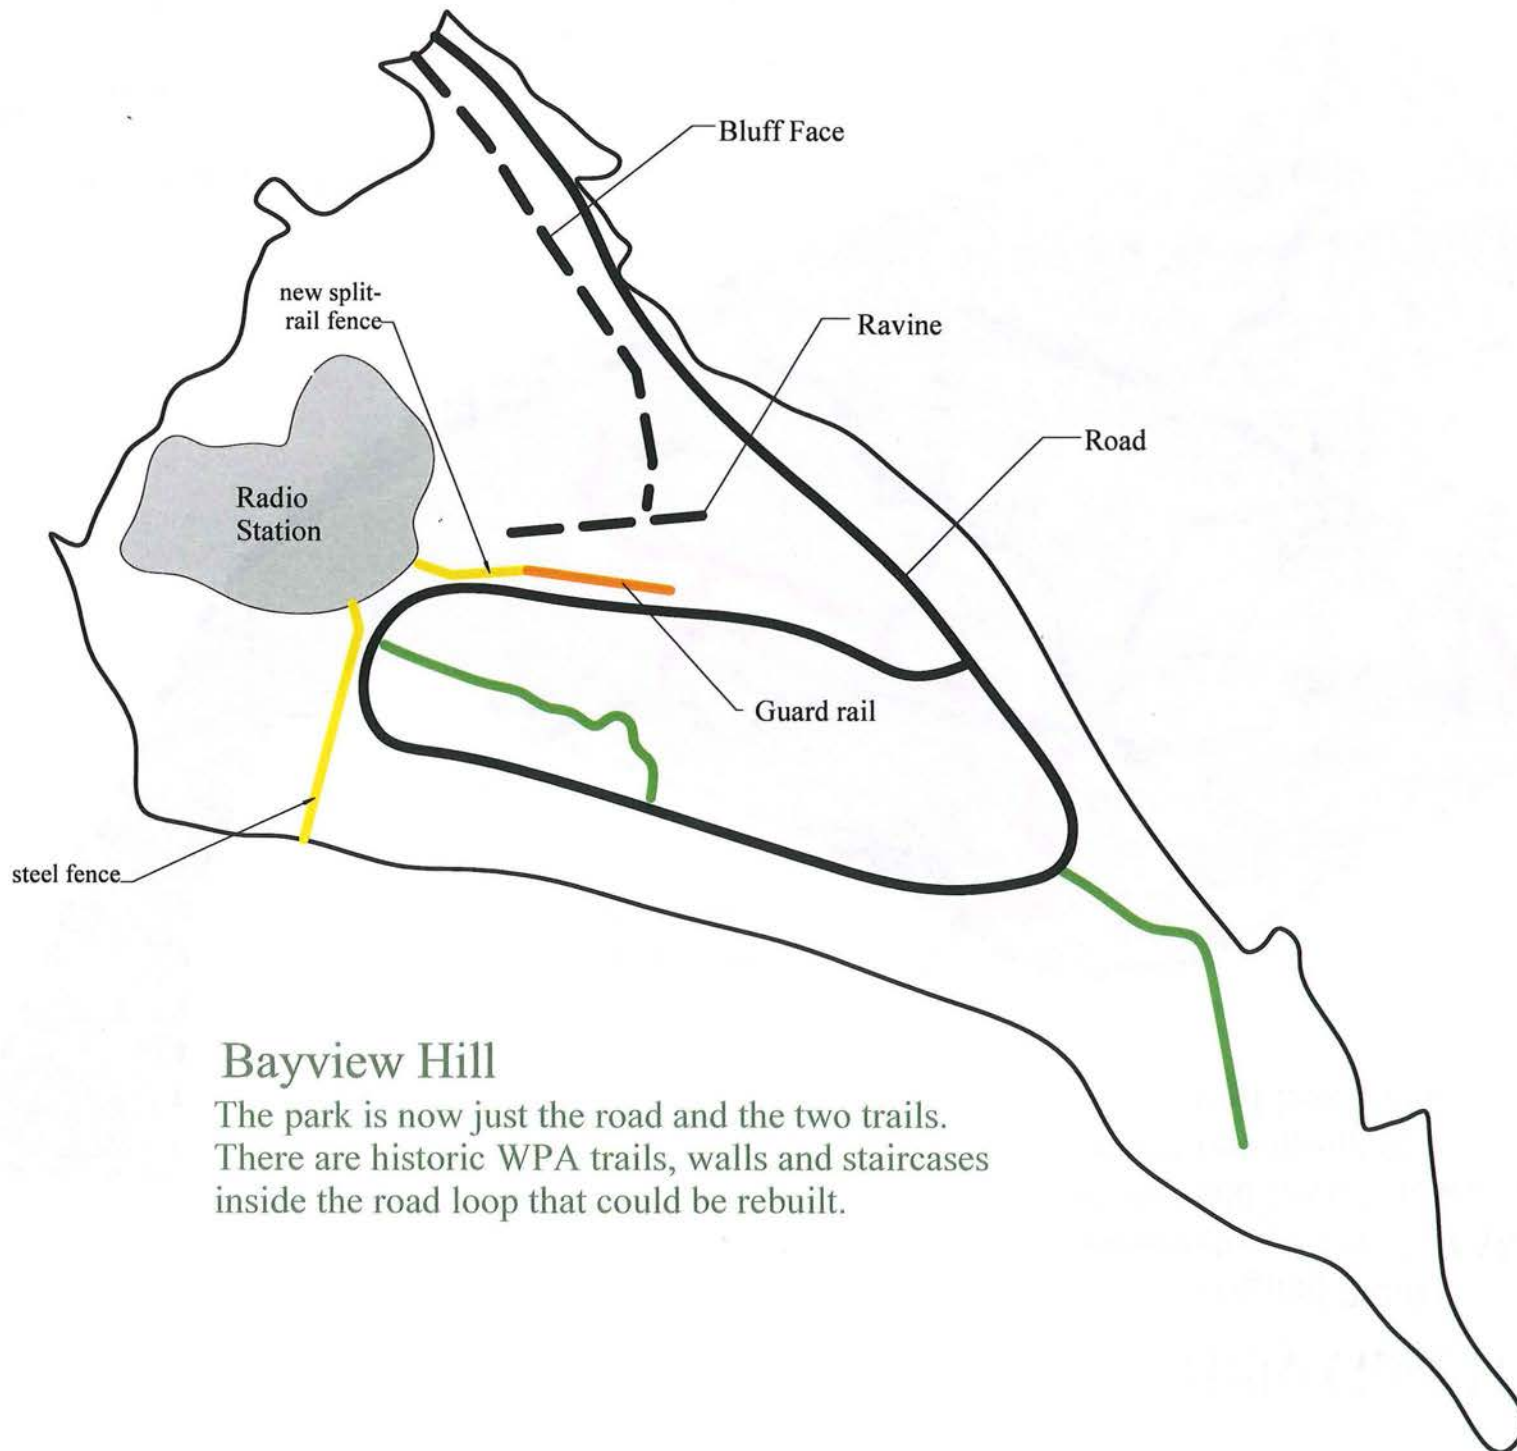 Bluff Face
new split-
rail fence
Ravine
Road
Radio
Station
Guard rail
steel fence
Bayview Hill
The park is now just the road and the two trails.
There are historic WPA trails, walls and staircases
inside the road loop that could be rebuilt.